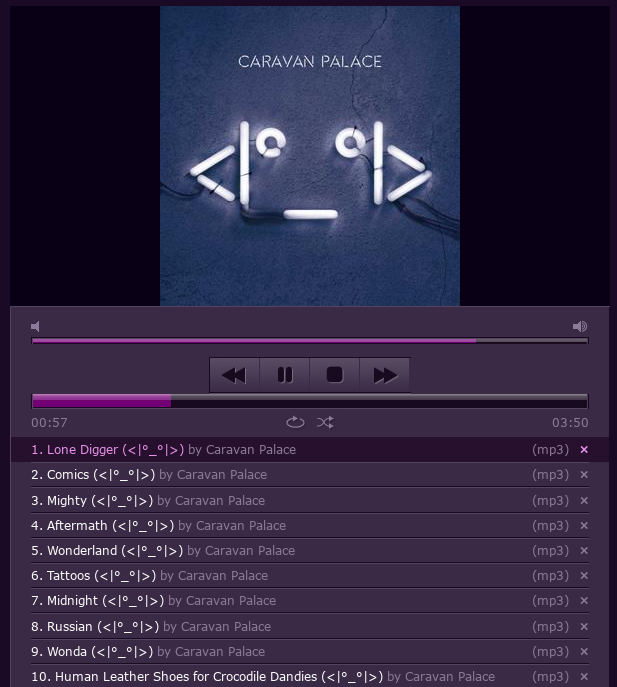 CARAVAN PALACE
<|°_°|>
00:57 03:50
1. Lone Digger (<|°_°|>) by Caravan Palace (mp3) ×
2. Comics (<|°_°|>) by Caravan Palace (mp3) ×
3. Mighty (<|°_°|>) by Caravan Palace (mp3) ×
4. Aftermath (<|°_°|>) by Caravan Palace (mp3) ×
5. Wonderland (<|°_°|>) by Caravan Palace (mp3) ×
6. Tattoos (<|°_°|>) by Caravan Palace (mp3) ×
7. Midnight (<|°_°|>) by Caravan Palace (mp3) ×
8. Russian (<|°_°|>) by Caravan Palace (mp3) ×
9. Wonda (<|°_°|>) by Caravan Palace (mp3) ×
10. Human Leather Shoes for Crocodile Dandies (<|°_°|>) by Caravan Palace (mp3) ×